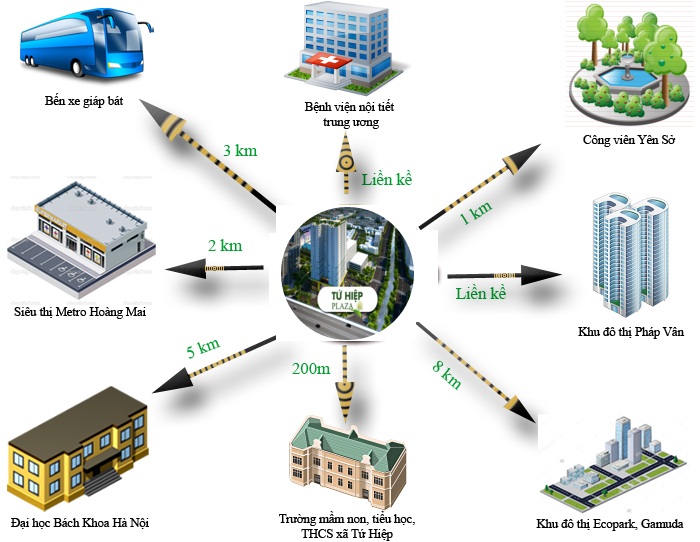 Bến xe giáp bát
Bệnh viện nội tiết
trung ương
Công viên Yên Sở
3 km
Liền kề
1 km
Siêu thị Metro Hoàng Mai
2 km
TỨ HIỆP
PLAZA
Liền kề
Khu đô thị Pháp Vân
5 km
200m
8 km
Đại học Bách Khoa Hà Nội
Trường mầm non, tiểu học,
THCS xã Tứ Hiệp
Khu đô thị Ecopark, Gamuda